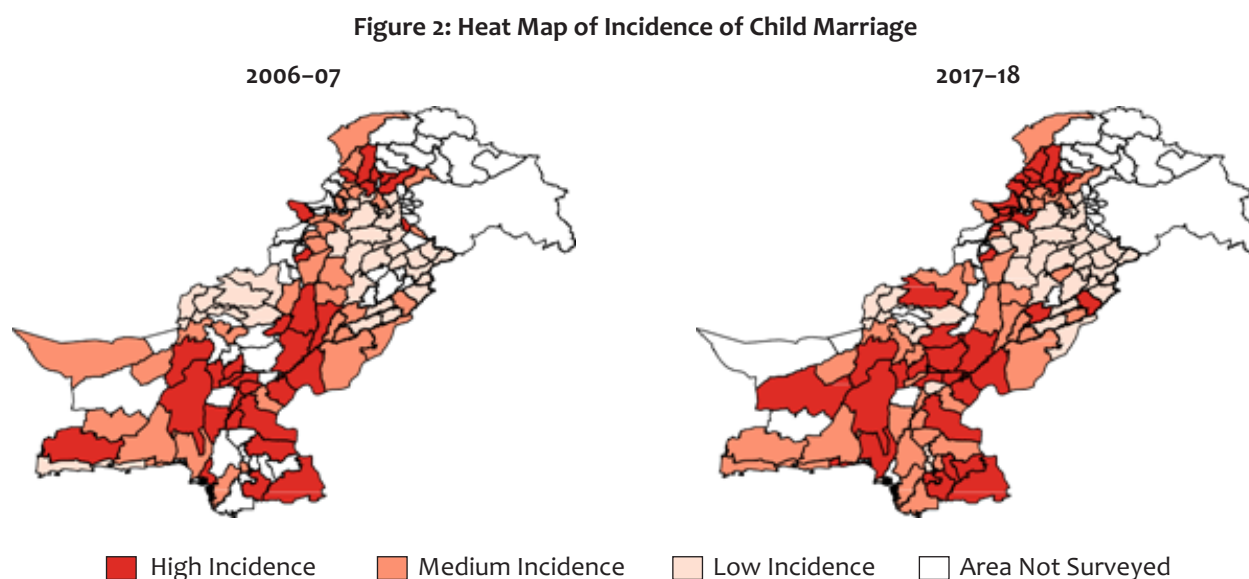 Figure 2: Heat Map of Incidence of Child Marriage
2006–07
2017–18
High Incidence
Medium Incidence
Low Incidence
Area Not Surveyed